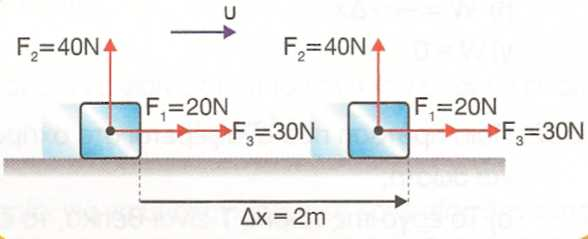 υ
F₂=40N
F₂=40N
F₁=20N
F₃=30N
F₁=20N
F₃=30N
Δx = 2m